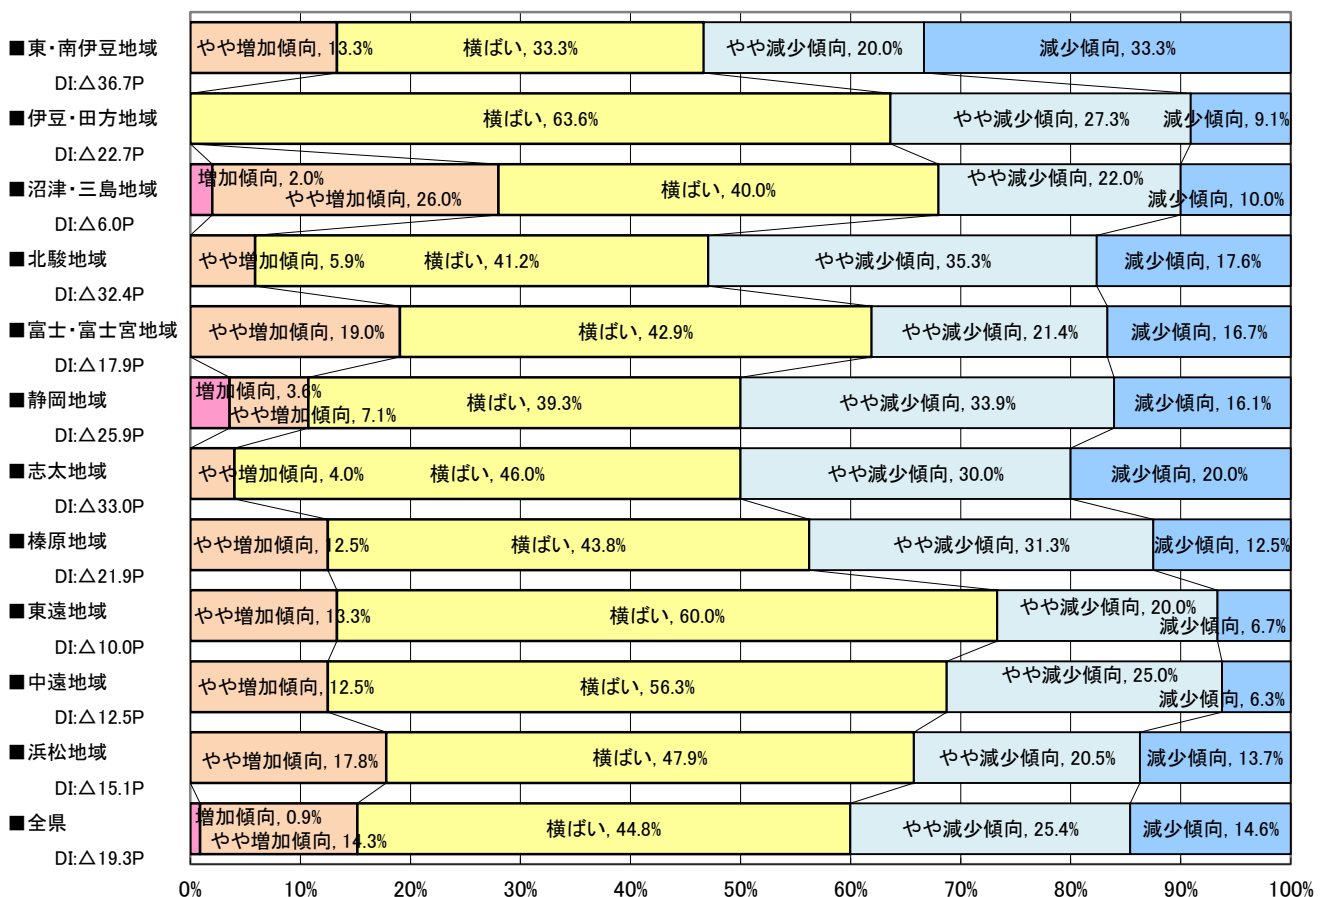 ■東・南伊豆地域
DI:△36.7P
やや増加傾向, 13.3%
横ばい, 33.3%
やや減少傾向, 20.0%
減少傾向, 33.3%
■伊豆・田方地域
DI:△22.7P
横ばい, 63.6%
やや減少傾向, 27.3%
減少傾向, 9.1%
■沼津・三島地域
DI:△6.0P
増加傾向, 2.0%
やや増加傾向, 26.0%
横ばい, 40.0%
やや減少傾向, 22.0%
減少傾向, 10.0%
■北駿地域
DI:△32.4P
やや増加傾向, 5.9%
横ばい, 41.2%
やや減少傾向, 35.3%
減少傾向, 17.6%
■富士・富士宮地域
DI:△17.9P
やや増加傾向, 19.0%
横ばい, 42.9%
やや減少傾向, 21.4%
減少傾向, 16.7%
■静岡地域
DI:△25.9P
増加傾向, 3.6%
やや増加傾向, 7.1%
横ばい, 39.3%
やや減少傾向, 33.9%
減少傾向, 16.1%
■志太地域
DI:△33.0P
やや増加傾向, 4.0%
横ばい, 46.0%
やや減少傾向, 30.0%
減少傾向, 20.0%
■榛原地域
DI:△21.9P
やや増加傾向, 12.5%
横ばい, 43.8%
やや減少傾向, 31.3%
減少傾向, 12.5%
■東遠地域
DI:△10.0P
やや増加傾向, 13.3%
横ばい, 60.0%
やや減少傾向, 20.0%
減少傾向, 6.7%
■中遠地域
DI:△12.5P
やや増加傾向, 12.5%
横ばい, 56.3%
やや減少傾向, 25.0%
減少傾向, 6.3%
■浜松地域
DI:△15.1P
やや増加傾向, 17.8%
横ばい, 47.9%
やや減少傾向, 20.5%
減少傾向, 13.7%
■全県
DI:△19.3P
増加傾向, 0.9%
やや増加傾向, 14.3%
横ばい, 44.8%
やや減少傾向, 25.4%
減少傾向, 14.6%
0% 10% 20% 30% 40% 50% 60% 70% 80% 90% 100%